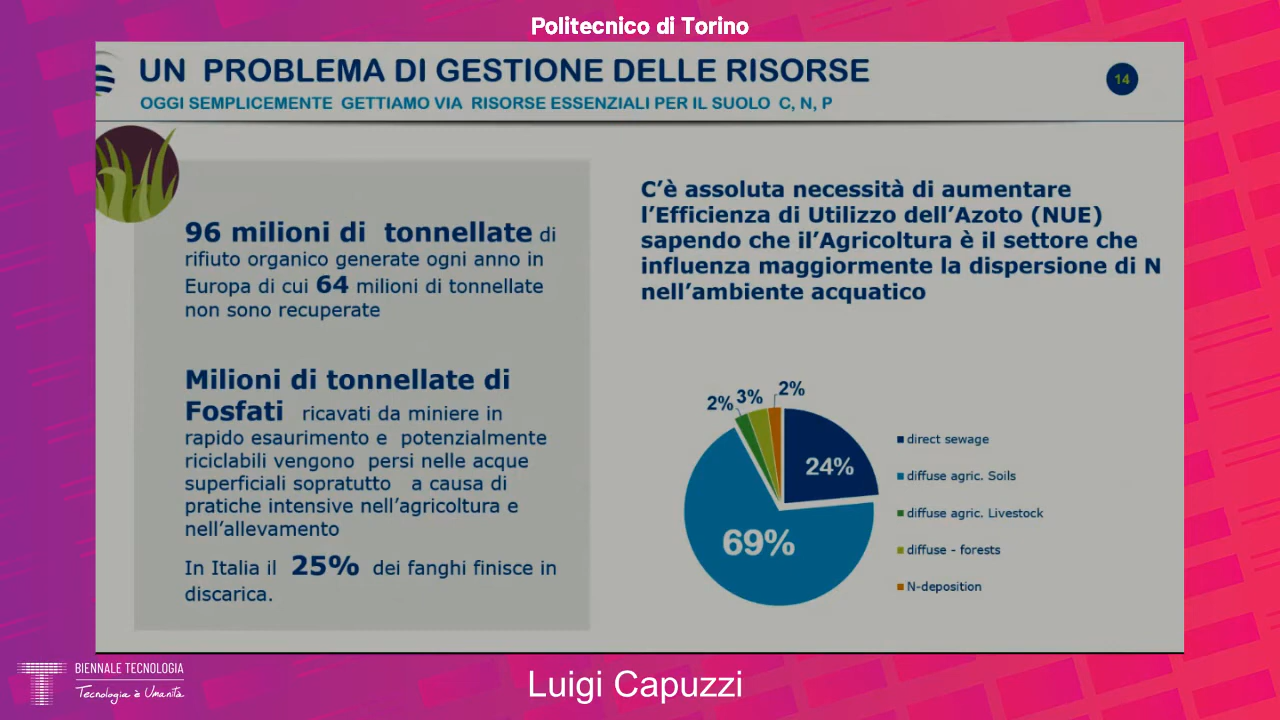 Politecnico di Torino
UN PROBLEMA DI GESTIONE DELLE RISORSE
14
OGGI SEMPLICEMENTE GETTIAMO VIA RISORSE ESSENZIALI PER IL SUOLO C, N, P
96 milioni di tonnellate di
rifiuto organico generate ogni anno in
Europa di cui 64 milioni di tonnellate
non sono recuperate
Milioni di tonnellate di
Fosfati ricavati da miniere in
rapido esaurimento e potenzialmente
riciclabili vengono persi nelle acque
superficiali sopratutto a causa di
pratiche intensive nell'agricoltura e
nell'allevamento
In Italia il 25% dei fanghi finisce in
discarica.
C'è assoluta necessità di aumentare
l'Efficienza di Utilizzo dell'Azoto (NUE)
sapendo che il'Agricoltura è il settore che
influenza maggiormente la dispersione di N
nell'ambiente acquatico
2% 3% 2%
24%
69%
direct sewage
diffuse agric. Soils
diffuse agric. Livestock
diffuse - forests
N-deposition
BIENNALE TECNOLOGIA
Tecnologia è Umanità
Luigi Capuzzi